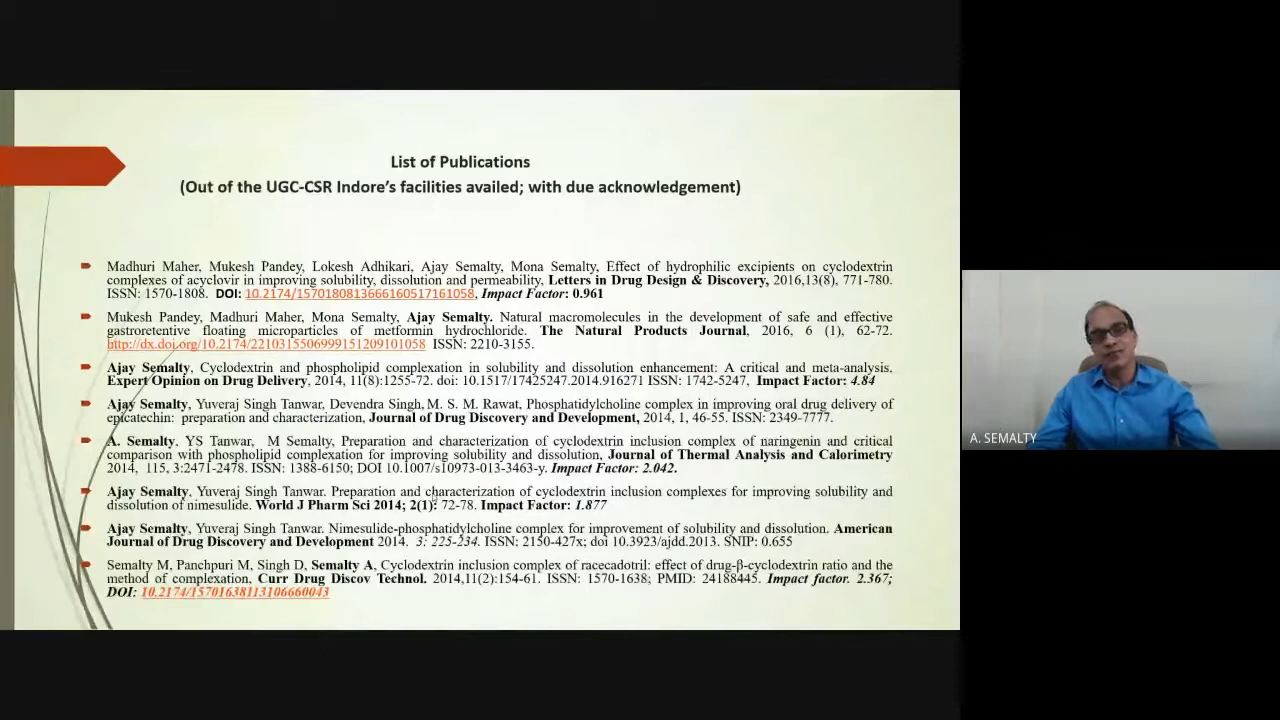 List of Publications
(Out of the UGC-CSR Indore's facilities availed; with due acknowledgement)
Madhuri Maher, Mukesh Pandey, Lokesh Adhikari, Ajay Semalty, Mona Semalty, Effect of hydrophilic excipients on cyclodextrin
complexes of acyclovir in improving solubility, dissolution and permeability, Letters in Drug Design & Discovery, 2016,13(8), 771-780.
ISSN: 1570-1808. DOI: 10.2174/1570180813666160517161058, Impact Factor: 0.961
Mukesh Pandey, Madhuri Maher, Mona Semalty, Ajay Semalty. Natural macromolecules in the development of safe and effective
gastroretentive floating microparticles of metformin hydrochloride. The Natural Products Journal, 2016, 6 (1), 62-72.
http://dx.doi.org/10.2174/2210315506999151209101058 ISSN: 2210-3155.
Ajay Semalty, Cyclodextrin and phospholipid complexation in solubility and dissolution enhancement: A critical and meta-analysis,
Expert Opinion on Drug Delivery, 2014, 11(8):1255-72. doi: 10.1517/17425247.2014.916271 ISSN: 1742-5247, Impact Factor: 4.84
Ajay Semalty, Yuveraj Singh Tanwar, Devendra Singh, M. S. M. Rawat, Phosphatidylcholine complex in improving oral drug delivery of
epicatechin: preparation and characterization, Journal of Drug Discovery and Development, 2014, 1, 46-55. ISSN: 2349-7777.
A. Semalty, YS Tanwar, M Semalty, Preparation and characterization of cyclodextrin inclusion complex of naringenin and critical
comparison with phospholipid complexation for improving solubility and dissolution, Journal of Thermal Analysis and Calorimetry
2014, 115, 3:2471-2478. ISSN: 1388-6150; DOI 10.1007/s10973-013-3463-y. Impact Factor: 2.042.
Ajay Semalty, Yuveraj Singh Tanwar. Preparation and characterization of cyclodextrin inclusion complexes for improving solubility and
dissolution of nimesulide. World J Pharm Sci 2014; 2(1): 72-78. Impact Factor: 1.877
Ajay Semalty, Yuveraj Singh Tanwar. Nimesulide-phosphatidylcholine complex for improvement of solubility and dissolution. American
Journal of Drug Discovery and Development 2014. 3: 225-234. ISSN: 2150-427x; doi 10.3923/ajdd.2013. SNIP: 0.655
Semalty M, Panchpuri M, Singh D, Semalty A, Cyclodextrin inclusion complex of racecadotril: effect of drug-β-cyclodextrin ratio and the
method of complexation, Curr Drug Discov Technol. 2014,11(2):154-61. ISSN: 1570-1638; PMID: 24188445. Impact factor. 2.367;
DOI: 10.2174/15701638113106660043
A. SEMALTY